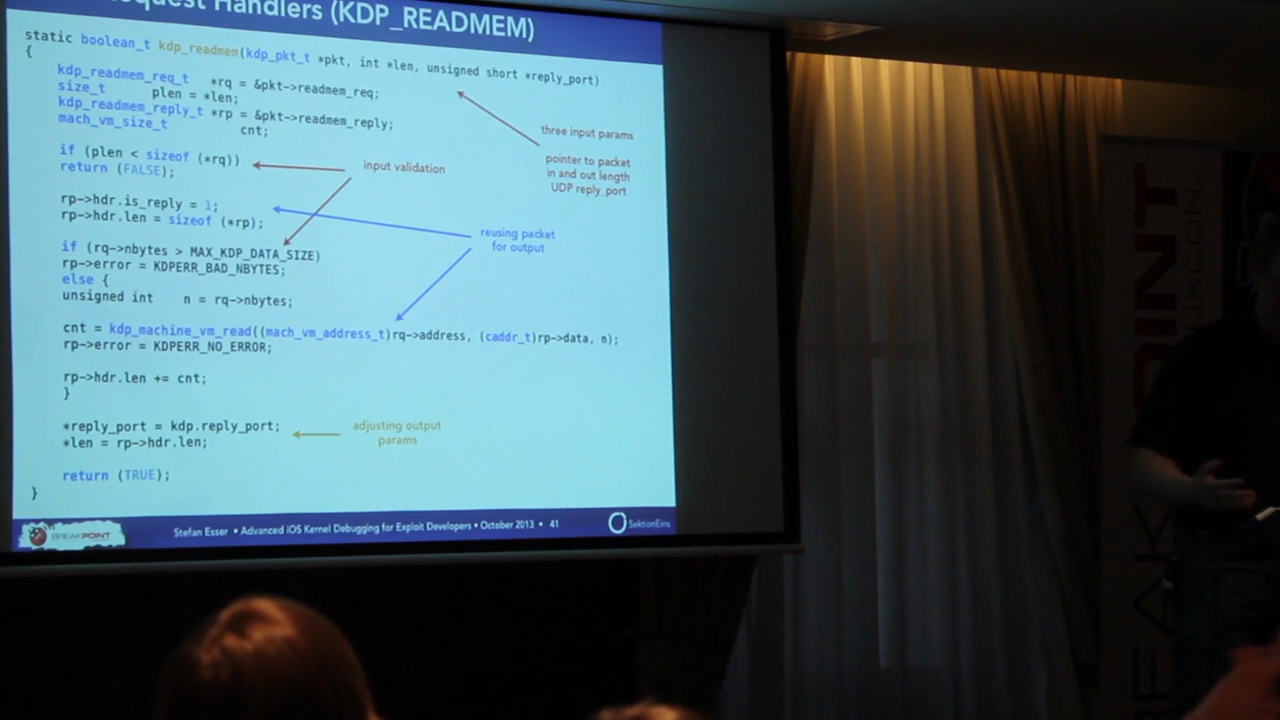 quest Handlers (KDP_READMEM)
static boolean_t kdp_readmem(kdp_pkt_t *pkt, int *len, unsigned short *reply_port)
{
kdp_readmem_req_t *rq = &pkt->readmem_req;
size_t plen = *len;
kdp_readmem_reply_t *rp = &pkt->readmem_reply;
mach_vm_size_t cnt;
three input params
if (plen < sizeof (*rq))
return (FALSE);
input validation
pointer to packet
in and out length
UDP reply_port
rp->hdr.is_reply = 1;
rp->hdr.len = sizeof (*rp);
reusing packet
for output
if (rq->nbytes > MAX_KDP_DATA_SIZE)
rp->error = KDPERR_BAD_NBYTES;
else {
unsigned int n = rq->nbytes;
cnt = kdp_machine_vm_read((mach_vm_address_t)rq->address, (caddr_t)rp->data, n);
rp->error = KDPERR_NO_ERROR;
rp->hdr.len += cnt;
}
*reply_port = kdp.reply_port;
*len = rp->hdr.len;
adjusting output
params
return (TRUE);
}
BREAKPOINT
Stefan Esser • Advanced iOS Kernel Debugging for Exploit Developers • October 2013 • 41
SektionEins